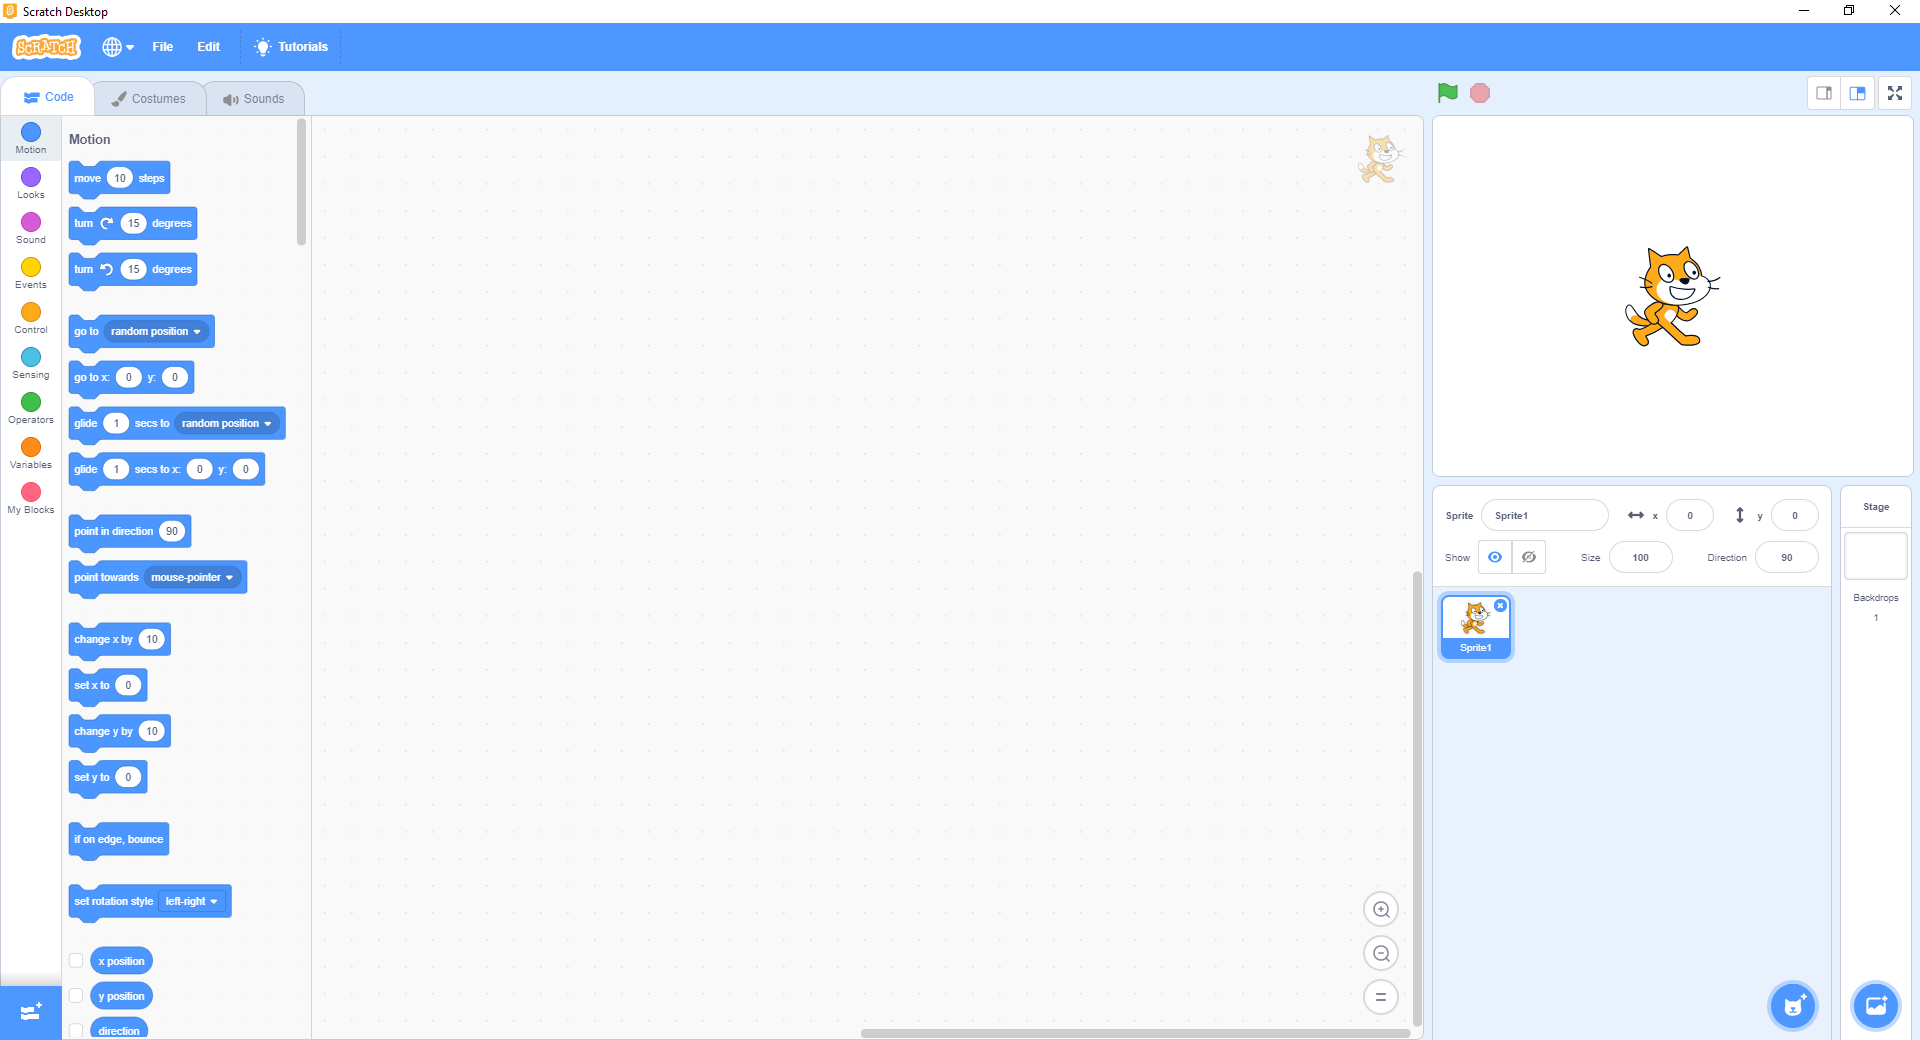 Scratch Desktop
SCRATCH
File
Edit
Tutorials
Code
Costumes
Sounds
Motion
Looks
Sound
Events
Control
Sensing
Operators
Variables
My Blocks
Motion
move 10 steps
turn 15 degrees
turn 15 degrees
go to random position
go to x: 0 y: 0
glide 1 secs to random position
glide 1 secs to x: 0 y: 0
point in direction 90
point towards mouse-pointer
change x by 10
set x to 0
change y by 10
set y to 0
if on edge, bounce
set rotation style left-right
x position
y position
direction
Sprite Sprite1 x 0 y 0
Show Size 100 Direction 90
Sprite1
Stage
Backdrops
1